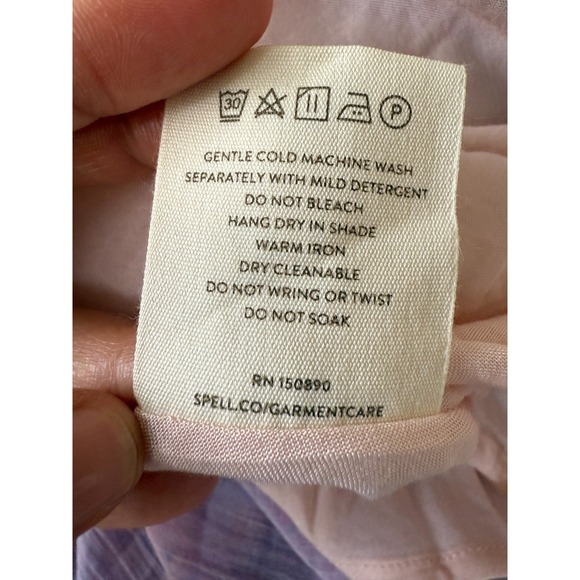 30 P
GENTLE COLD MACHINE WASH
SEPARATELY WITH MILD DETERGENT
DO NOT BLEACH
HANG DRY IN SHADE
WARM IRON
DRY CLEANABLE
DO NOT WRING OR TWIST
DO NOT SOAK
RN 150890
SPELL.CO/GARMENTCARE